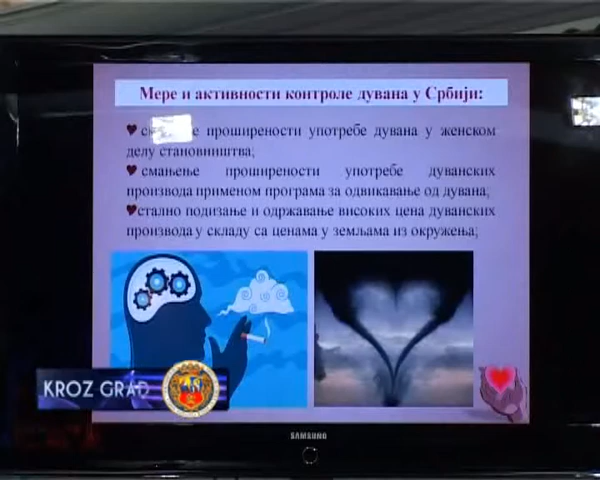 Мере и активности контроле дувана у Србији:
проширености употребе дувана у женском
делу становништва;
смањење проширености употребе дуванских
производа применом програма за одвикавање од дувана;
стално подизање и одржавање високих цена дуванских
производа у складу са ценама у земљама из окружења;
KROZ GRAD
SAMSUNG